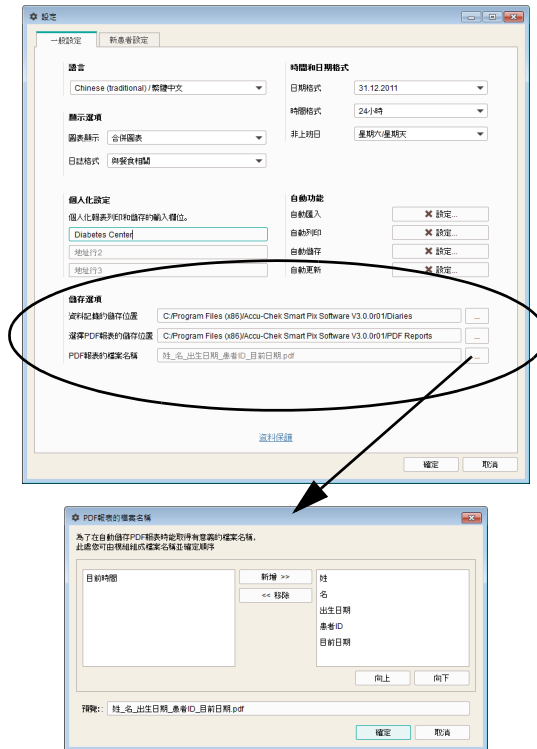 設定
一般設定 新患者設定
語言
Chinese (traditional) / 繁體中文
顯示選項
圖表顯示 合併圖表
日誌格式 與餐食相關
時間和日期格式
日期格式 31.12.2011
時間格式 24小時
非上班日 星期六/星期天
個人化設定
個人化報表列印和儲存的輸入欄位。
Diabetes Center
地址行2
地址行3
自動功能
自動匯入 設定...
自動列印 設定...
自動儲存 設定...
自動更新 設定...
儲存選項
資料記錄的儲存位置 C:/Program Files (x86)/Accu-Chek Smart Pix Software V3.0.0r01/Diaries ...
選擇PDF報表的儲存位置 C:/Program Files (x86)/Accu-Chek Smart Pix Software V3.0.0r01/PDF Reports ...
PDF報表的檔案名稱 姓_名_出生日期_患者ID_目前日期.pdf ...
資料保護
確定 取消
PDF報表的檔案名稱
為了在自動儲存PDF報表時能取得有意義的檔案名稱,
此處您可由模組組成檔案名稱並確定順序
目前時間
新增 >>
<< 移除
姓
名
出生日期
患者ID
目前日期
向上 向下
預覽:: 姓_名_出生日期_患者ID_目前日期.pdf
確定 取消